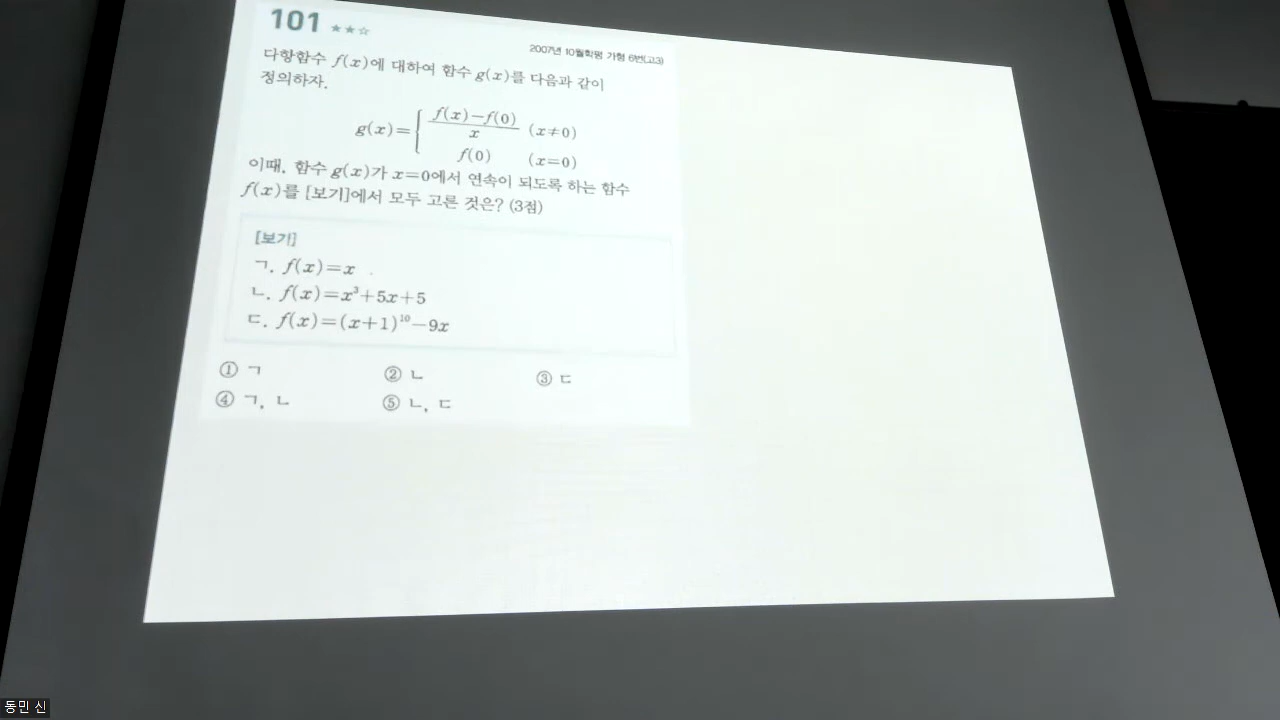 101 ★★☆
2007년 10월학평 가형 6번(고3)
다항함수 f(x)에 대하여 함수 g(x)를 다음과 같이
정의하자.
g(x)={ (f(x)-f(0))/x (x≠0)
f(0) (x=0)
이때, 함수 g(x)가 x=0에서 연속이 되도록 하는 함수
f(x)를 [보기]에서 모두 고른 것은? (3점)
[보기]
ㄱ. f(x)=x
ㄴ. f(x)=x³+5x+5
ㄷ. f(x)=(x+1)¹⁰-9x
① ㄱ ② ㄴ ③ ㄷ
④ ㄱ, ㄴ ⑤ ㄴ, ㄷ
동민 신